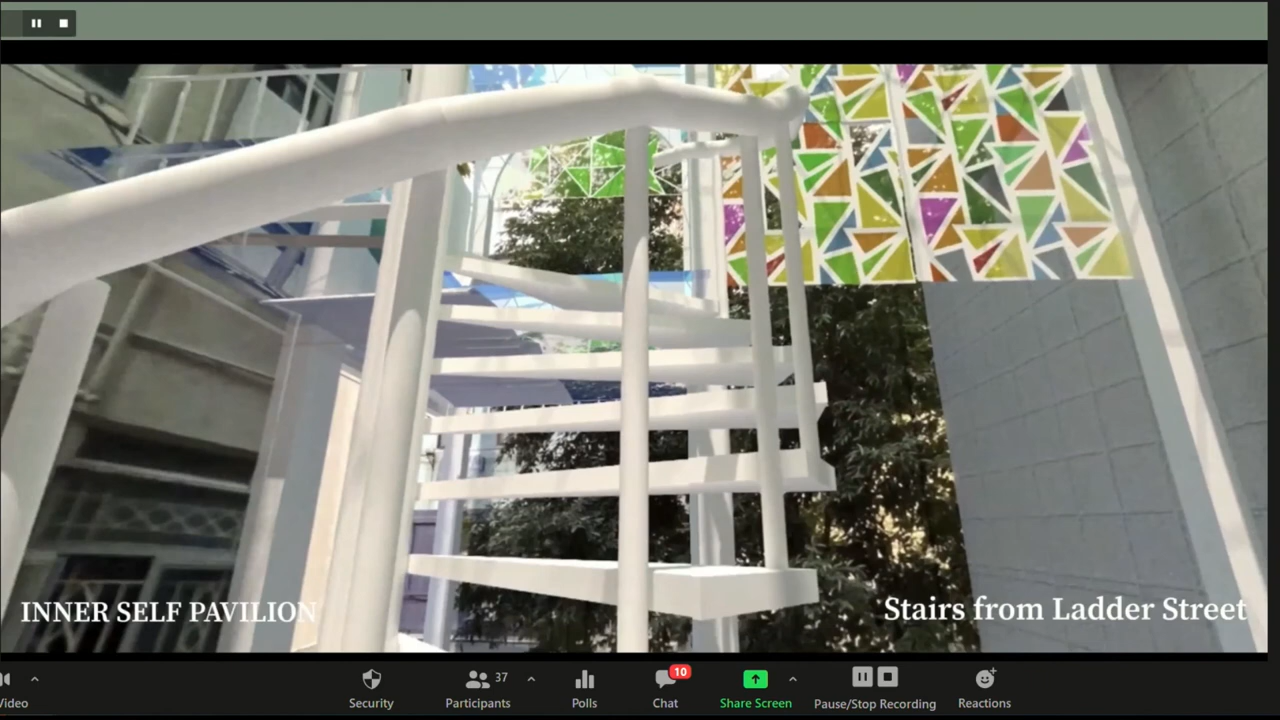 INNER SELF PAVILION
Stairs from Ladder Street
Video
Security
Participants
37
Polls
Chat
10
Share Screen
Pause/Stop Recording
Reactions